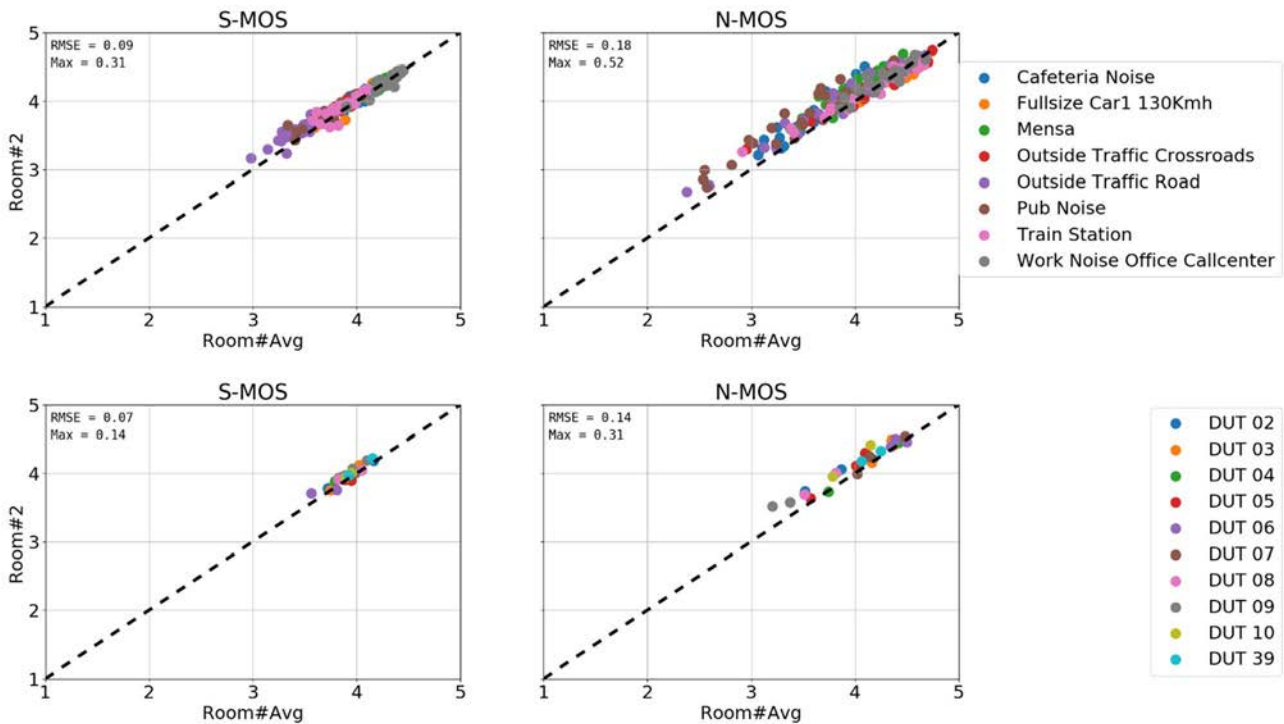 S-MOS
N-MOS
RMSE = 0.09
Max = 0.31
RMSE = 0.18
Max = 0.52
5
4
3
2
1
Room#2
1 2 3 4 5
1 2 3 4 5
Room#Avg
Room#Avg
Cafeteria Noise
Fullsize Car1 130Kmh
Mensa
Outside Traffic Crossroads
Outside Traffic Road
Pub Noise
Train Station
Work Noise Office Callcenter
S-MOS
N-MOS
RMSE = 0.07
Max = 0.14
RMSE = 0.14
Max = 0.31
5
4
3
2
1
Room#2
1 2 3 4 5
1 2 3 4 5
Room#Avg
Room#Avg
DUT 02
DUT 03
DUT 04
DUT 05
DUT 06
DUT 07
DUT 08
DUT 09
DUT 10
DUT 39